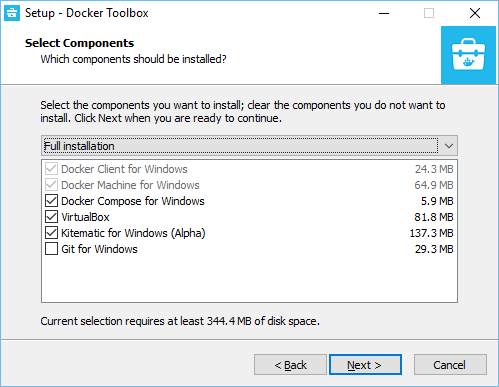 Setup - Docker Toolbox
Select Components
Which components should be installed?
Select the components you want to install; clear the components you do not want to
install. Click Next when you are ready to continue.
Full installation
Docker Client for Windows 24.3 MB
Docker Machine for Windows 64.9 MB
Docker Compose for Windows 5.9 MB
VirtualBox 81.8 MB
Kitematic for Windows (Alpha) 137.3 MB
Git for Windows 29.3 MB
Current selection requires at least 344.4 MB of disk space.
< Back Next > Cancel